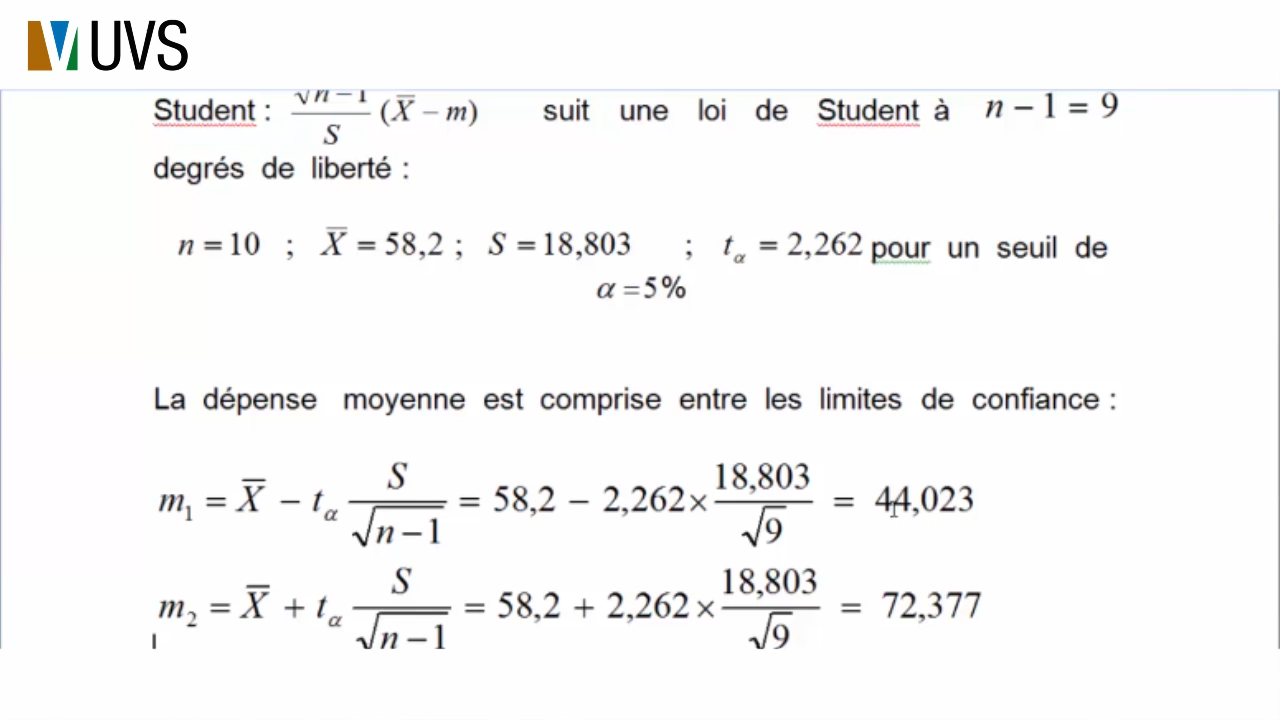 UVS
Student : √n − 1 / S (X̄ − m) suit une loi de Student à n − 1 = 9
degrés de liberté :
n = 10 ; X̄ = 58,2 ; S = 18,803 ; tα = 2,262 pour un seuil de
α = 5%
La dépense moyenne est comprise entre les limites de confiance :
m₁ = X̄ − tα S / √n − 1 = 58,2 − 2,262 × 18,803 / √9 = 44,023
m₂ = X̄ + tα S / √n − 1 = 58,2 + 2,262 × 18,803 / √9 = 72,377